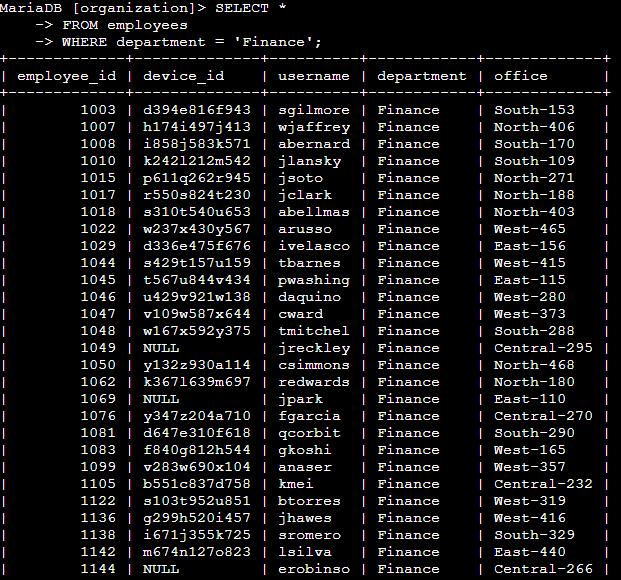 MariaDB [organization]> SELECT *
    -> FROM employees
    -> WHERE department = 'Finance';
+-------------+--------------+----------+------------+-------------+
| employee_id | device_id    | username | department | office      |
+-------------+--------------+----------+------------+-------------+
|        1003 | d394e816f943 | sgilmore | Finance    | South-153   |
|        1007 | h174i497j413 | wjaffrey | Finance    | North-406   |
|        1008 | i858j583k571 | abernard | Finance    | South-170   |
|        1010 | k242l212m542 | jlansky  | Finance    | South-109   |
|        1015 | p611q262r945 | jsoto    | Finance    | North-271   |
|        1017 | r550s824t230 | jclark   | Finance    | North-188   |
|        1018 | s310t540u653 | abellmas | Finance    | North-403   |
|        1022 | w237x430y567 | arusso   | Finance    | West-465    |
|        1029 | d336e475f676 | ivelasco | Finance    | East-156    |
|        1044 | s429t157u159 | tbarnes  | Finance    | West-415    |
|        1045 | t567u844v434 | pwashing | Finance    | East-115    |
|        1046 | u429v921w138 | daquino  | Finance    | West-280    |
|        1047 | v109w587x644 | cward    | Finance    | West-373    |
|        1048 | w167x592y375 | tmitchel | Finance    | South-288   |
|        1049 | NULL         | jreckley | Finance    | Central-295 |
|        1050 | y132z930a114 | csimmons | Finance    | North-468   |
|        1062 | k367l639m697 | redwards | Finance    | North-180   |
|        1069 | NULL         | jpark    | Finance    | East-110    |
|        1076 | y347z204a710 | fgarcia  | Finance    | Central-270 |
|        1081 | d647e310f618 | qcorbit  | Finance    | South-290   |
|        1083 | f840g812h544 | gkoshi   | Finance    | West-165    |
|        1099 | v283w690x104 | anaser   | Finance    | West-357    |
|        1105 | b551c837d758 | kmei     | Finance    | Central-232 |
|        1122 | s103t952u851 | btorres  | Finance    | West-319    |
|        1136 | g299h520i457 | jhawes   | Finance    | West-416    |
|        1138 | i671j355k725 | sromero  | Finance    | South-329   |
|        1142 | m674n127o823 | lsilva   | Finance    | East-440    |
|        1144 | NULL         | erobinso | Finance    | Central-266 |